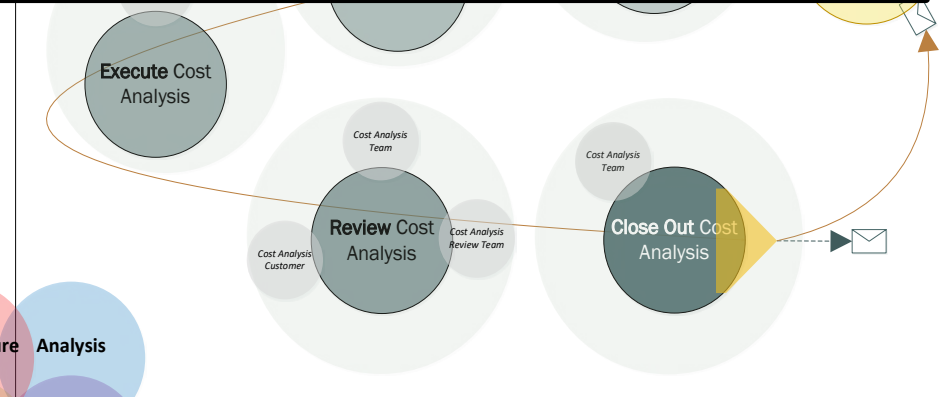 Execute Cost
Analysis
Cost Analysis
Team
Cost Analysis
Team
Review Cost
Analysis
Cost Analysis
Review Team
Cost Analysis
Customer
Close Out Cost
Analysis
re
Analysis